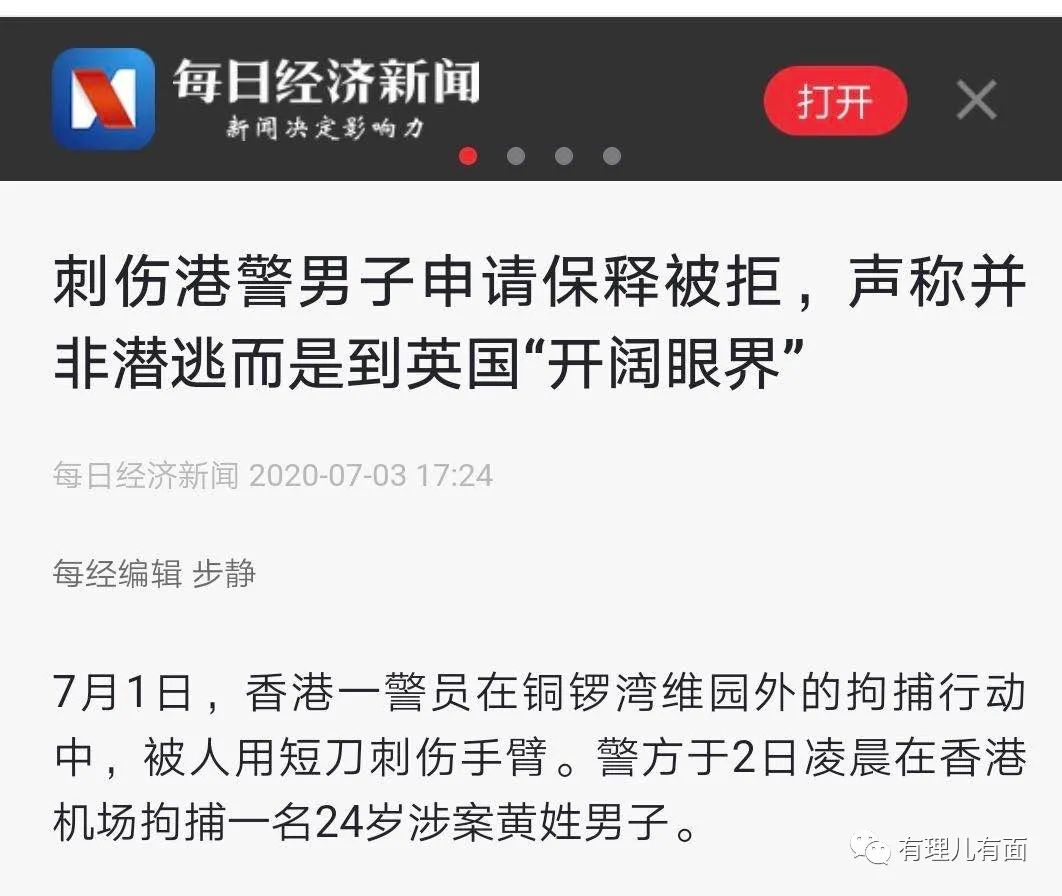 每日经济新闻
新闻决定影响力
打开
刺伤港警男子申请保释被拒，声称并
非潜逃而是到英国“开阔眼界”
每日经济新闻 2020-07-03 17:24
每经编辑 步静
7月1日，香港一警员在铜锣湾维园外的拘捕行动
中，被人用短刀刺伤手臂。警方于2日凌晨在香港
机场拘捕一名24岁涉案黄姓男子。
有理儿有面